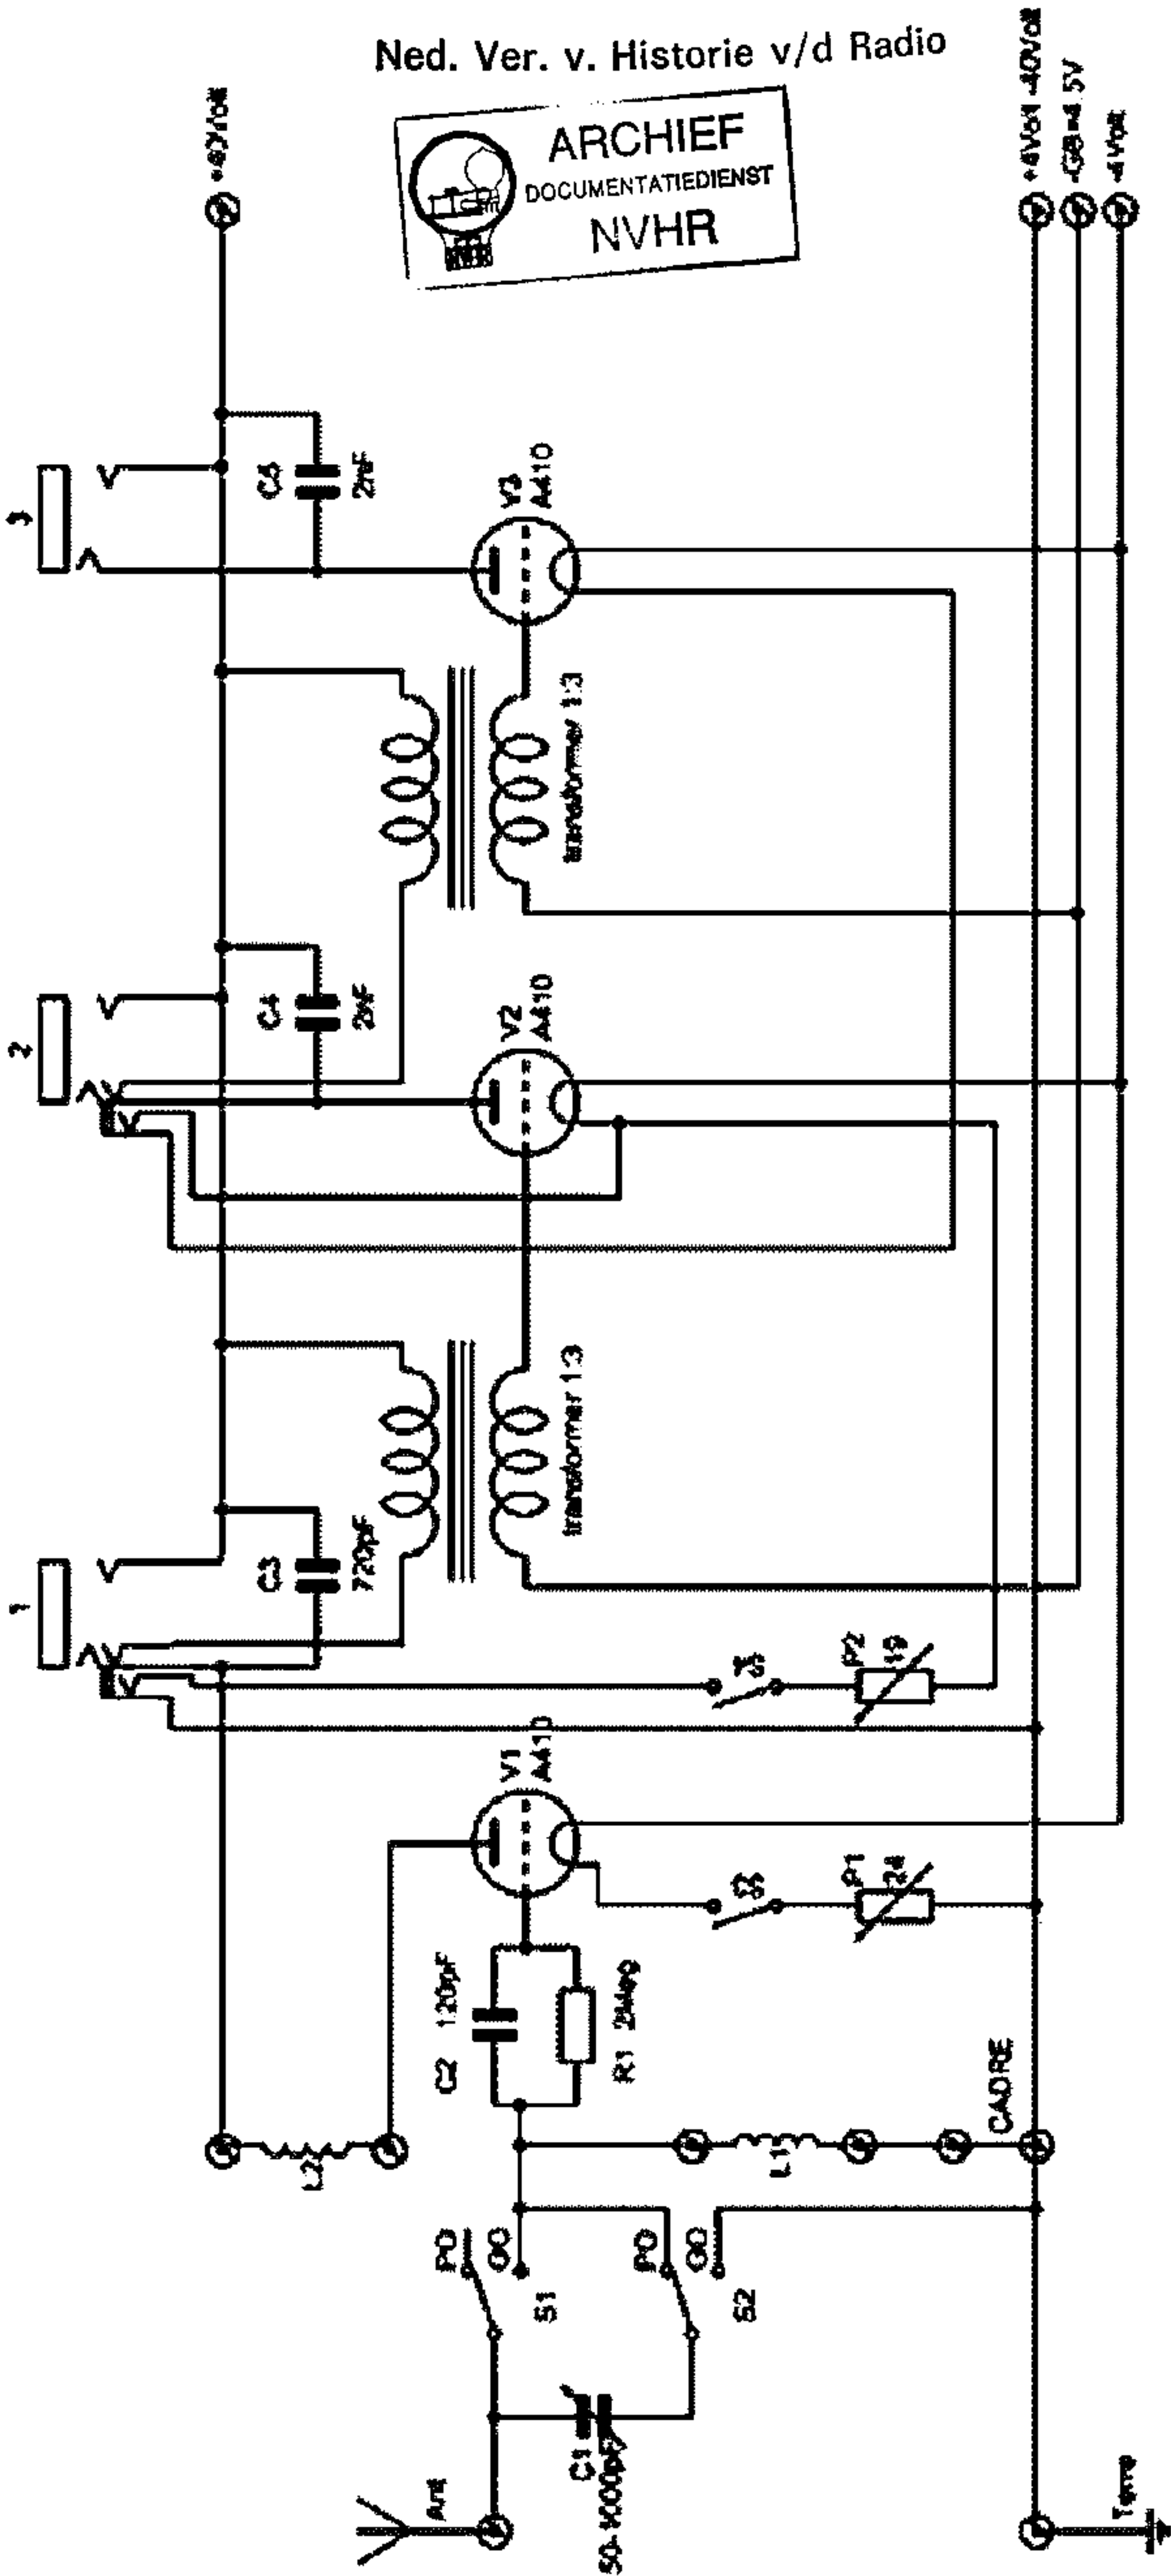 Ned. Ver. v. Historie v/d Radio
ARCHIEF
DOCUMENTATIEDIENST
NVHR
+40Volt
+4Volt -40Volt
-GB=4.5V
-4Volt
3
C5
2nF
V3
A410
transformer 1:3
2
C4
2nF
V2
A410
transformer 1:3
1
C3
720pF
S4
P2
19
V1
A410
S3
P1
24
C2
120pF
R1
2Meg
L2
L1
CADRE
PO
GO
S1
PO
GO
S2
C1
50-1000pF
Ant
Terre